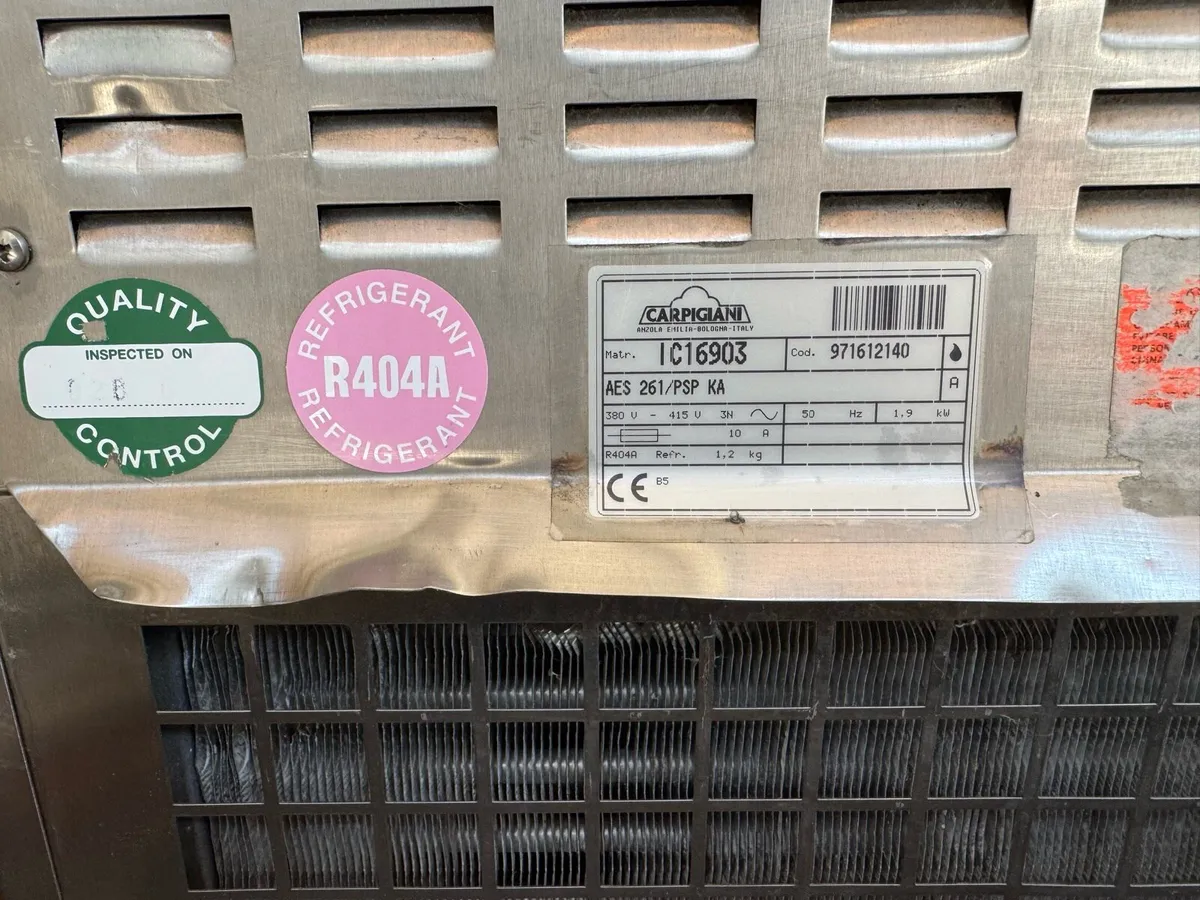 QUALITY
INSPECTED ON
CONTROL
REFRIGERANT
R404A
REFRIGERANT
CARPIGIANI
ANZOLA EMILIA-BOLOGNA-ITALY
Matr. IC16903 Cod. 971612140
AES 261/PSP KA A
380 V - 415 V 3N 50 Hz 1,9 kW
10 A
R404A Refr. 1,2 kg
CE B5